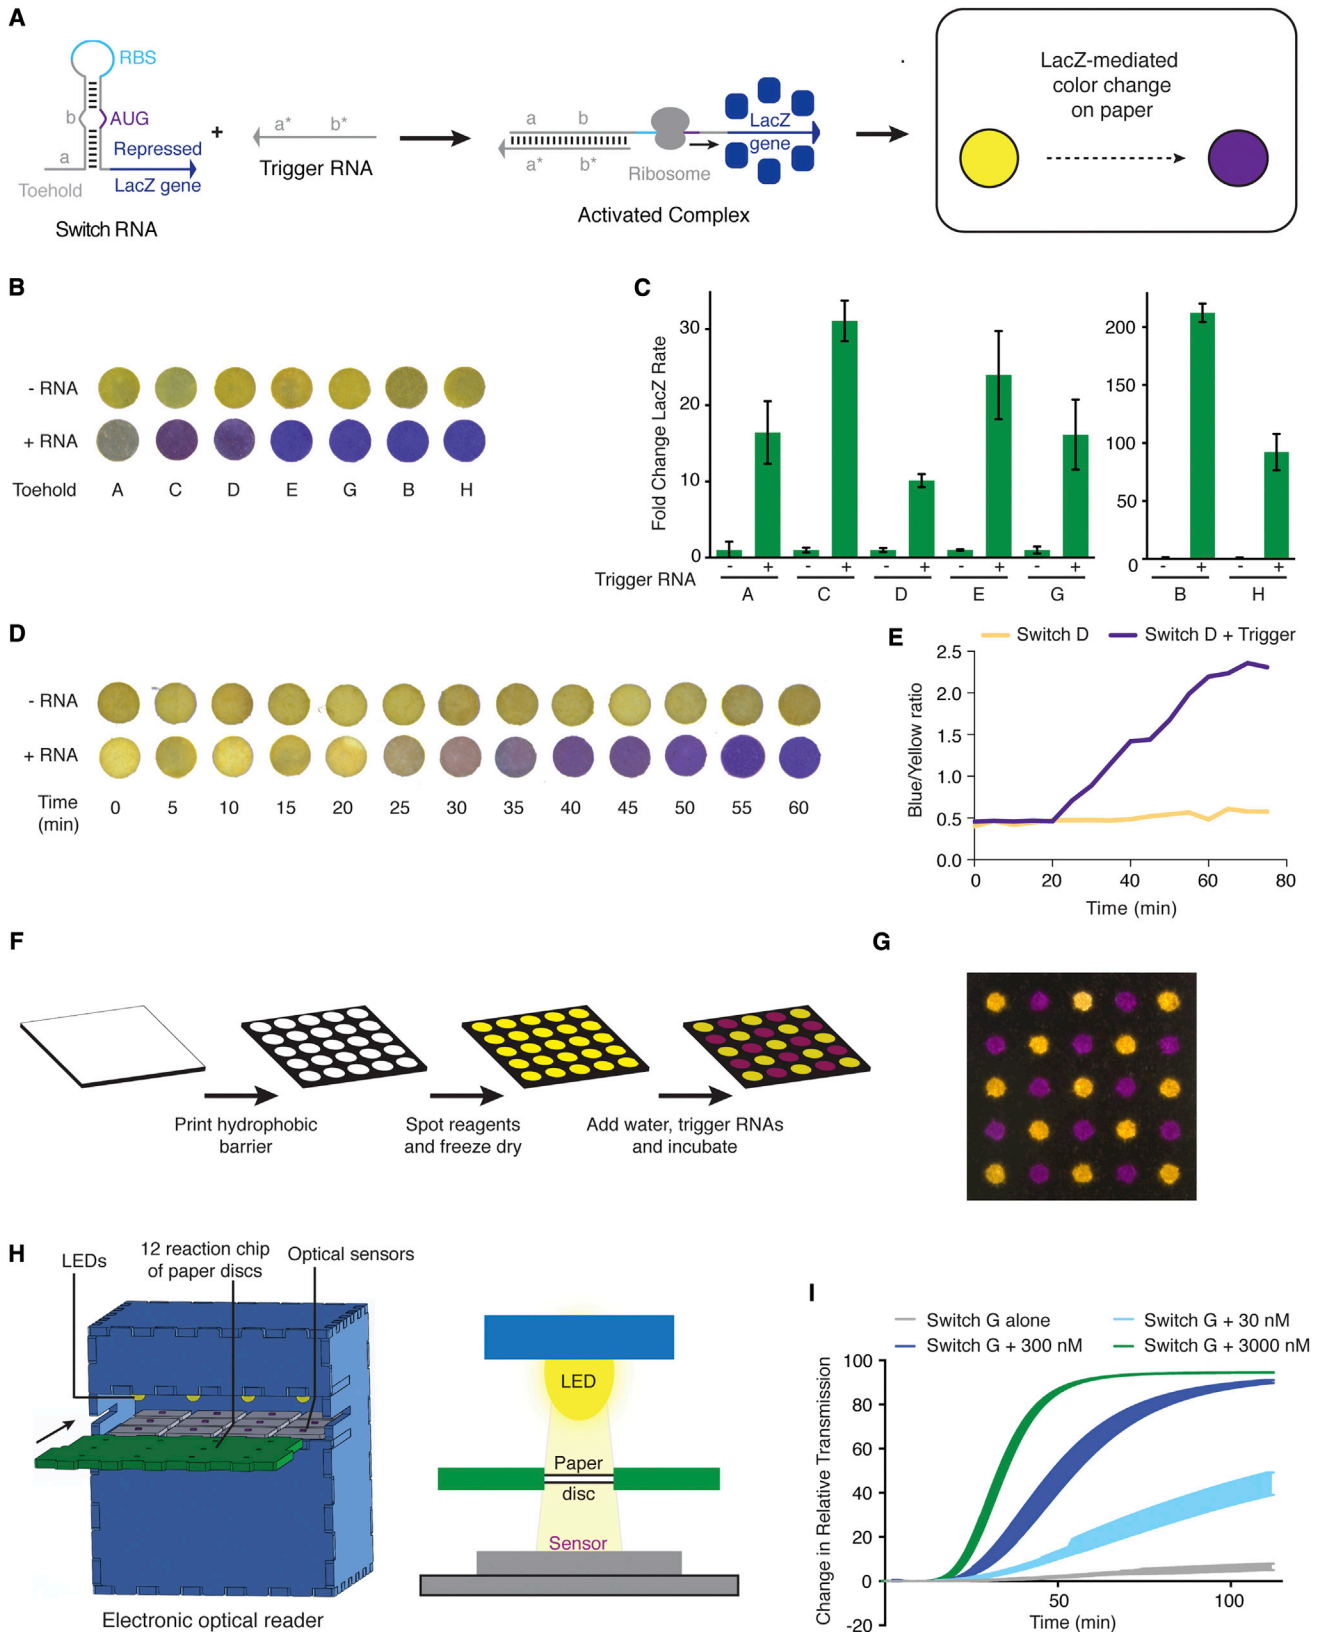 A
RBS
b
AUG
a
Repressed
LacZ gene
Toehold
Switch RNA
+
a* b*
Trigger RNA
a b
a* b*
Ribosome
LacZ
gene
Activated Complex
LacZ-mediated
color change
on paper
B
- RNA
+ RNA
Toehold A C D E G B H
C
Fold Change LacZ Rate
30
20
10
0
200
150
100
50
0
Trigger RNA - + - + - + - + - + - + - +
A C D E G B H
D
- RNA
+ RNA
Time
(min)
0 5 10 15 20 25 30 35 40 45 50 55 60
E
Switch D Switch D + Trigger
Blue/Yellow ratio
2.5
2.0
1.5
1.0
0.5
0.0
0 20 40 60 80
Time (min)
F
Print hydrophobic
barrier
Spot reagents
and freeze dry
Add water, trigger RNAs
and incubate
G
H
LEDs
12 reaction chip
of paper discs
Optical sensors
Electronic optical reader
LED
Paper
disc
Sensor
I
Switch G alone Switch G + 30 nM
Switch G + 300 nM Switch G + 3000 nM
Change in Relative Transmission
100
80
60
40
20
0
-20
50 100
Time (min)